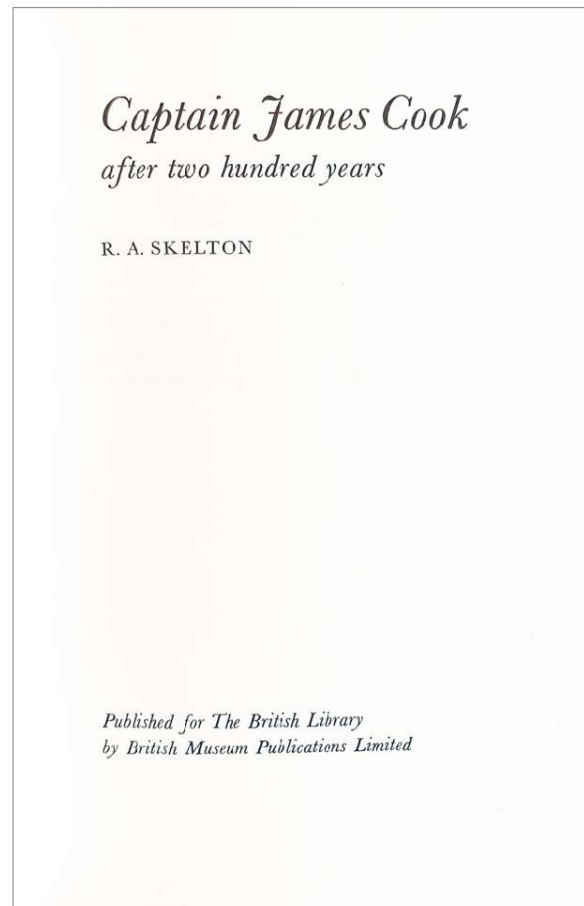 Captain James Cook
after two hundred years
R. A. SKELTON
Published for The British Library
by British Museum Publications Limited